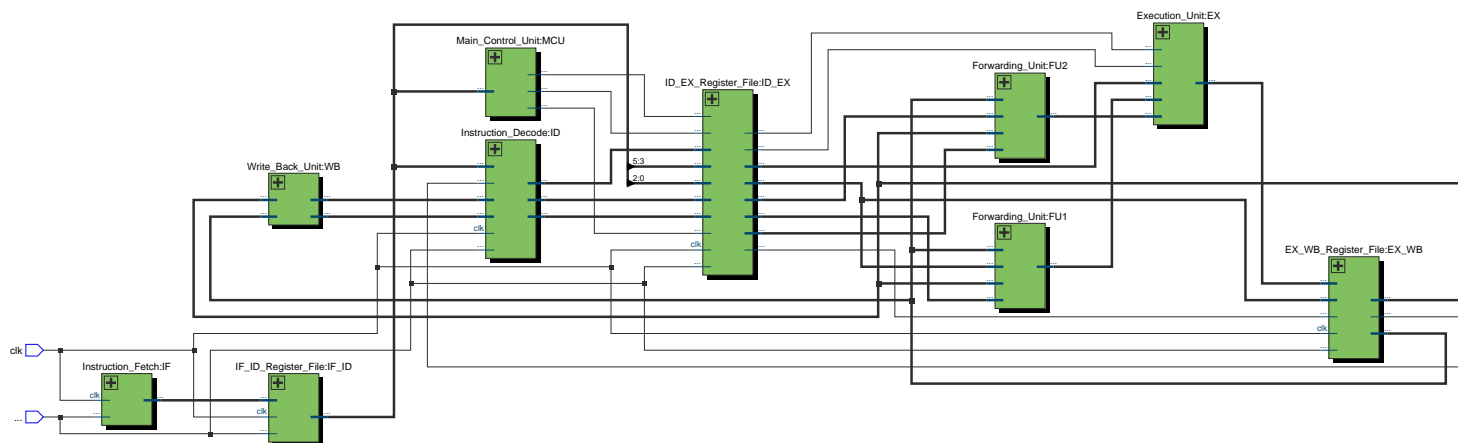 Execution_Unit:EX
Main_Control_Unit:MCU
Forwarding_Unit:FU2
ID_EX_Register_File:ID_EX
Instruction_Decode:ID
5:3
Write_Back_Unit:WB
2:0
Forwarding_Unit:FU1
clk
clk
EX_WB_Register_File:EX_WB
clk
clk
Instruction_Fetch:IF
IF_ID_Register_File:IF_ID
clk
clk
...